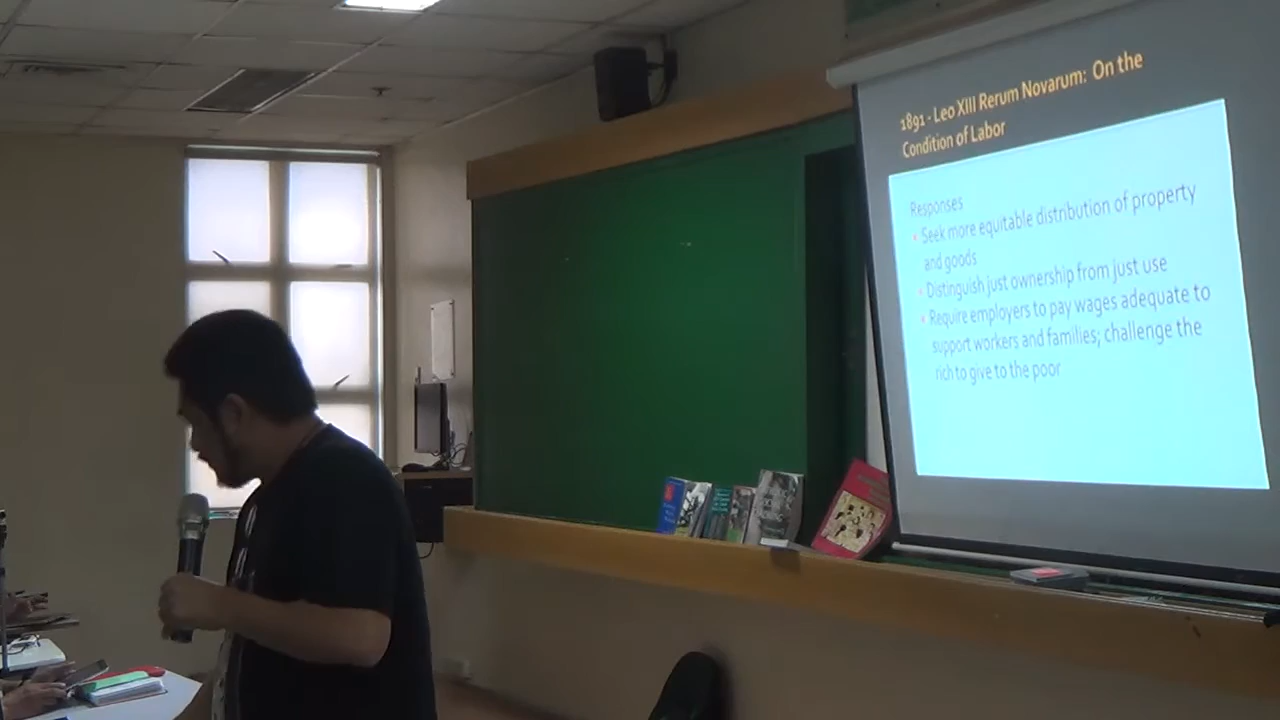 1891 - Leo XIII Rerum Novarum: On the
Condition of Labor
Responses
• Seek more equitable distribution of property
and goods
• Distinguish just ownership from just use
• Require employers to pay wages adequate to
support workers and families; challenge the
rich to give to the poor